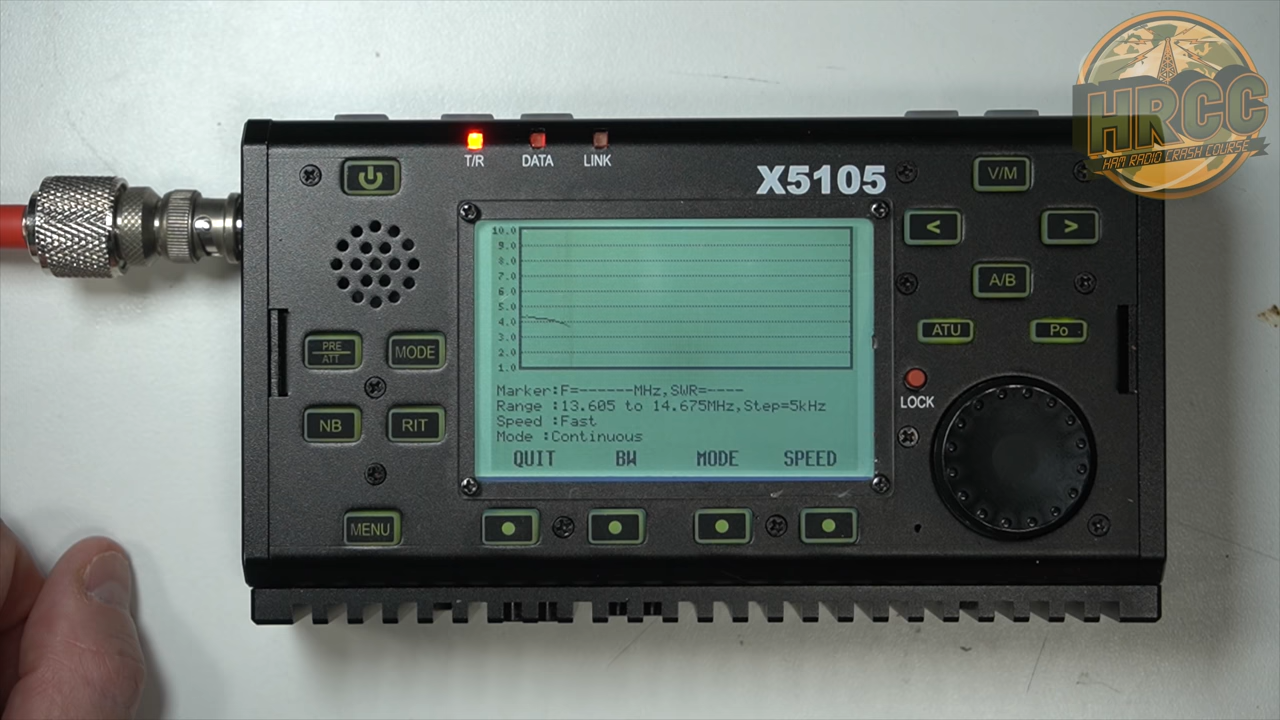 HRCC
HAM RADIO CRASH COURSE
T/R DATA LINK
X5105
V/M
< >
A/B
ATU Po
LOCK
PRE
ATT
MODE
NB RIT
MENU
10.0
9.0
8.0
7.0
6.0
5.0
4.0
3.0
2.0
1.0
Marker:F=------MHz,SWR=----
Range :13.605 to 14.675MHz,Step=5kHz
Speed :Fast
Mode :Continuous
QUIT BW MODE SPEED